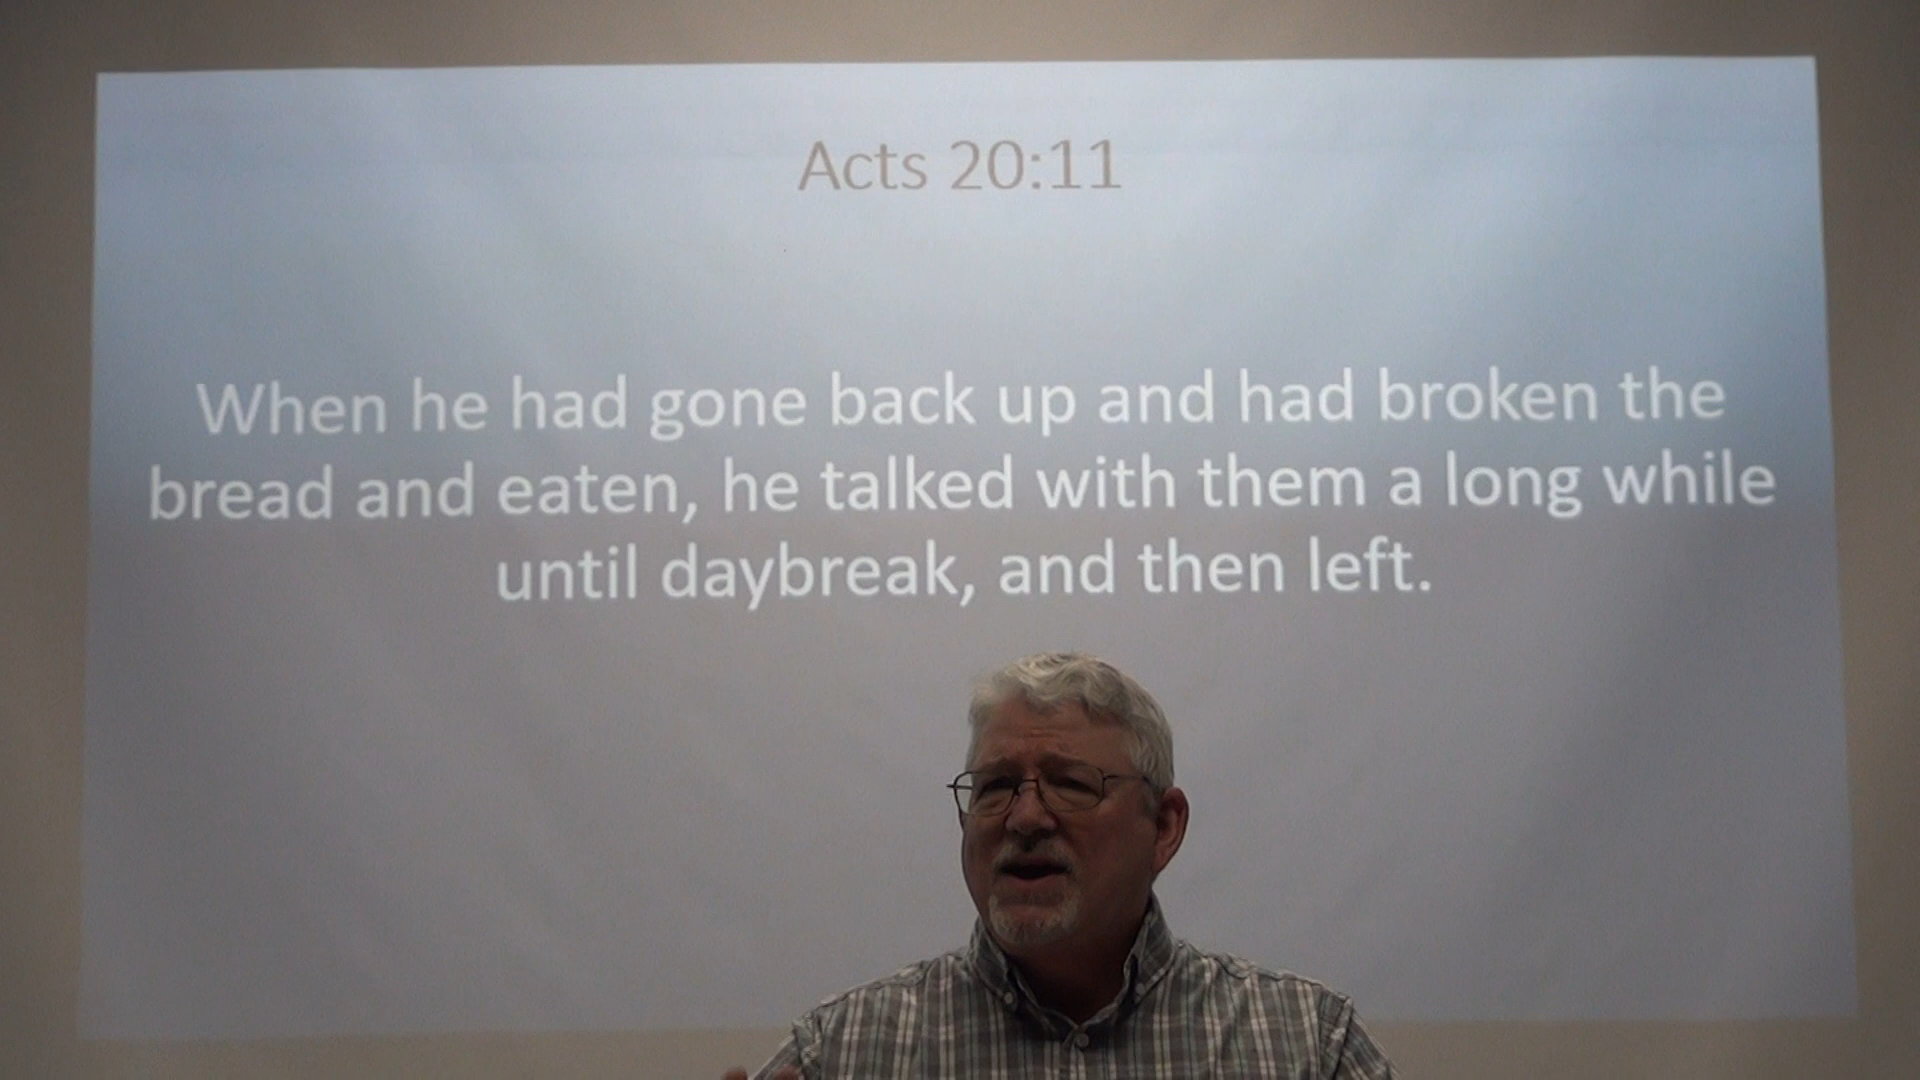 Acts 20:11
When he had gone back up and had broken the
bread and eaten, he talked with them a long while
until daybreak, and then left.